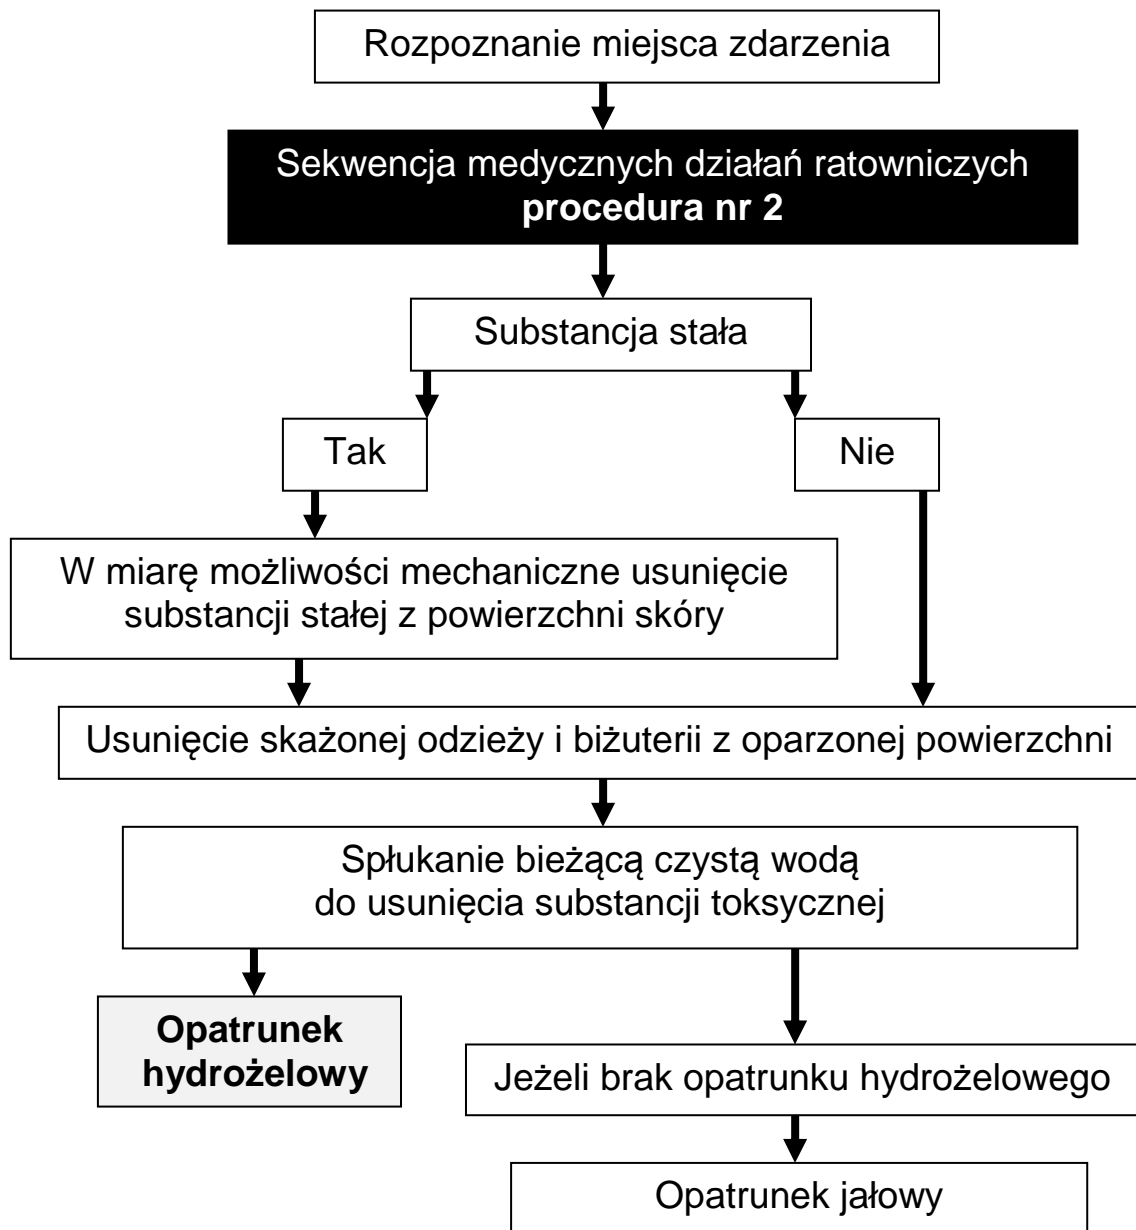 Rozpoznanie miejsca zdarzenia
Sekwencja medycznych działań ratowniczych
procedura nr 2
Substancja stała
Tak
Nie
W miarę możliwości mechaniczne usunięcie
substancji stałej z powierzchni skóry
Usunięcie skażonej odzieży i biżuterii z oparzonej powierzchni
Spłukanie bieżącą czystą wodą
do usunięcia substancji toksycznej
Opatrunek
hydrożelowy
Jeżeli brak opatrunku hydrożelowego
Opatrunek jałowy